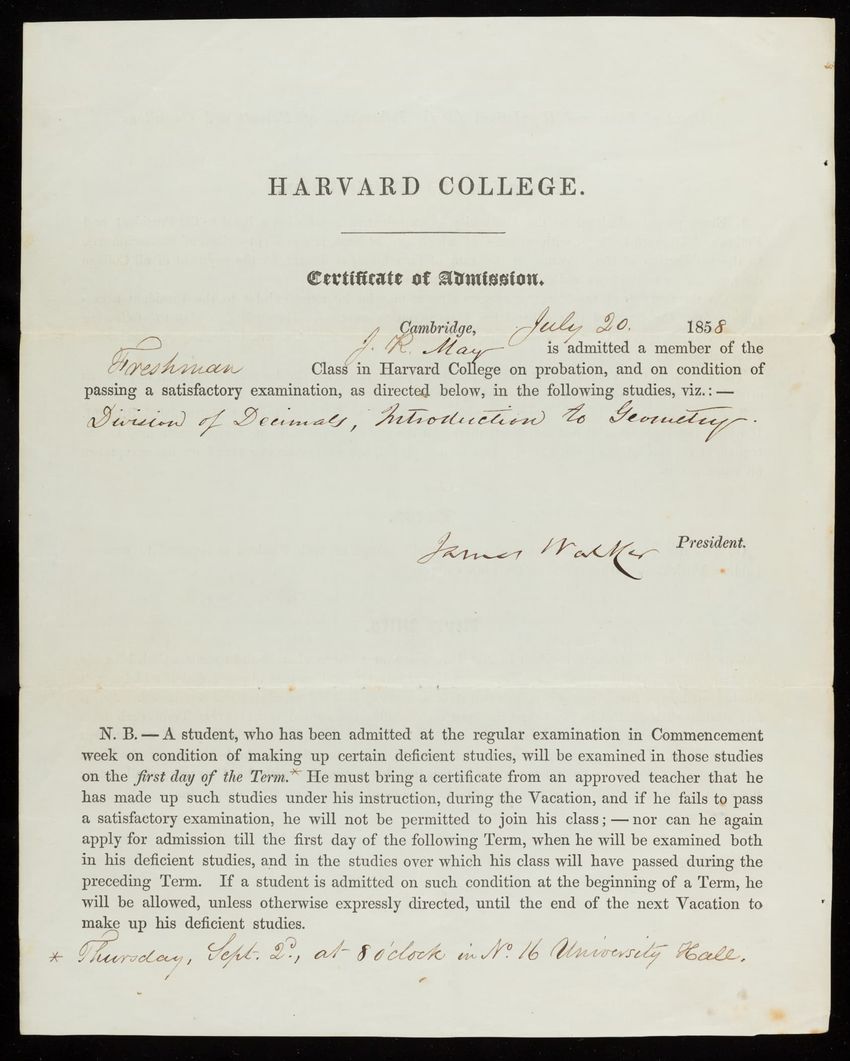 HARVARD COLLEGE.
Certificate of Admission.
Cambridge, July 20. 1858
J. R. May is admitted a member of the
Freshman Class in Harvard College on probation, and on condition of
passing a satisfactory examination, as directed below, in the following studies, viz.:—
Division of Decimals, Introduction to Geometry.
James Walker President.
N. B.—A student, who has been admitted at the regular examination in Commencement
week on condition of making up certain deficient studies, will be examined in those studies
on the first day of the Term.* He must bring a certificate from an approved teacher that he
has made up such studies under his instruction, during the Vacation, and if he fails to pass
a satisfactory examination, he will not be permitted to join his class;—nor can he again
apply for admission till the first day of the following Term, when he will be examined both
in his deficient studies, and in the studies over which his class will have passed during the
preceding Term. If a student is admitted on such condition at the beginning of a Term, he
will be allowed, unless otherwise expressly directed, until the end of the next Vacation to
make up his deficient studies.
* Thursday, Sept. 2d., at 8 o'clock in No. 16 University Hall.